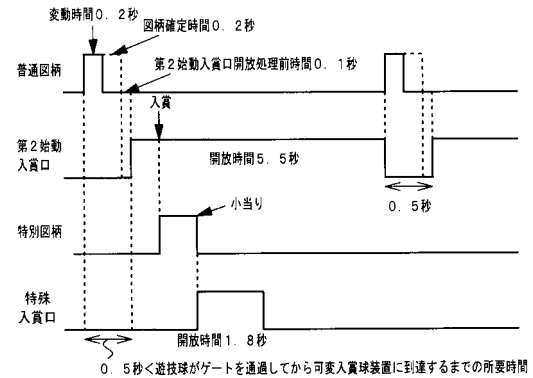 変動時間０．２秒
図柄確定時間０．２秒
普通図柄
第２始動入賞口開放処理前時間０．１秒
入賞
第２始動
入賞口
開放時間５．５秒
０．５秒
小当り
特別図柄
特殊
入賞口
開放時間１．８秒
０．５秒＜遊技球がゲートを通過してから可変入賞球装置に到達するまでの所要時間